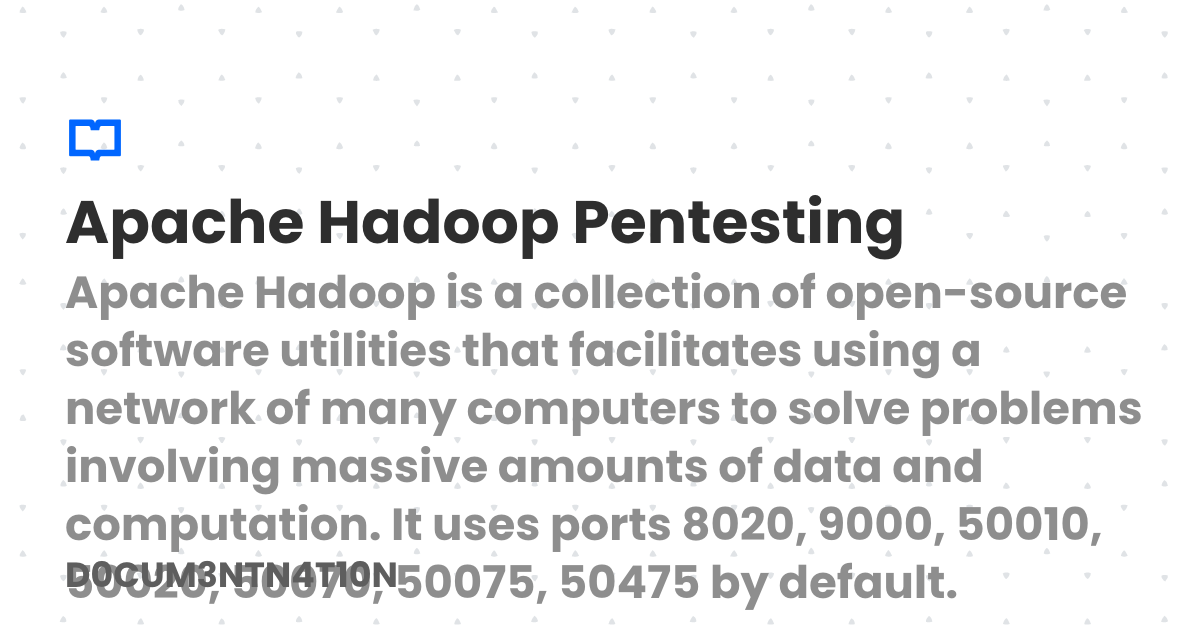 Apache Hadoop Pentesting
Apache Hadoop is a collection of open-source
software utilities that facilitates using a
network of many computers to solve problems
involving massive amounts of data and
computation. It uses ports 8020, 9000, 50010,
50020, 50070, 50075, 50475 by default.
D0CUM3NTN4T10N